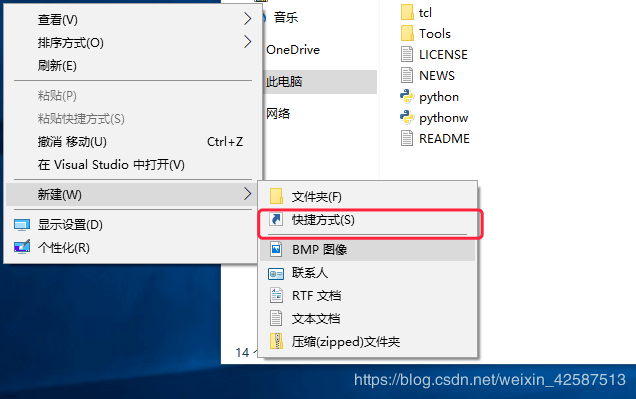 查看(V)
排序方式(O)
刷新(E)
粘贴(P)
粘贴快捷方式(S)
撤消 移动(U) Ctrl+Z
在 Visual Studio 中打开(V)
新建(W)
显示设置(D)
个性化(R)
音乐
OneDrive
此电脑
网络
tcl
Tools
LICENSE
NEWS
python
pythonw
README
文件夹(F)
快捷方式(S)
BMP 图像
联系人
RTF 文档
文本文档
压缩(zipped)文件夹
14
https://blog.csdn.net/weixin_42587513